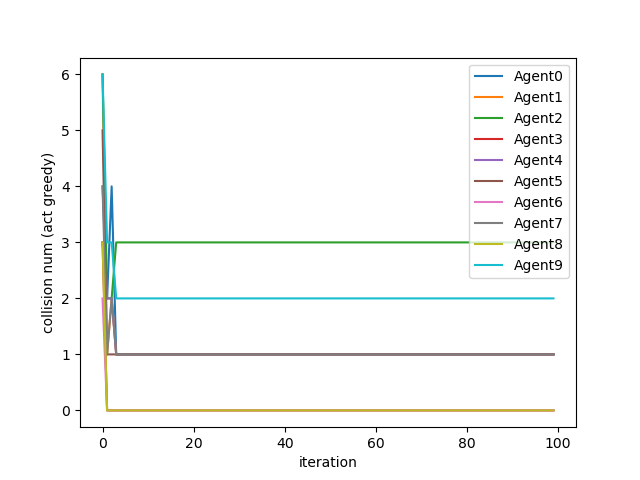 collision num (act greedy)
6
5
4
3
2
1
0
Agent0
Agent1
Agent2
Agent3
Agent4
Agent5
Agent6
Agent7
Agent8
Agent9
0 20 40 60 80 100
iteration